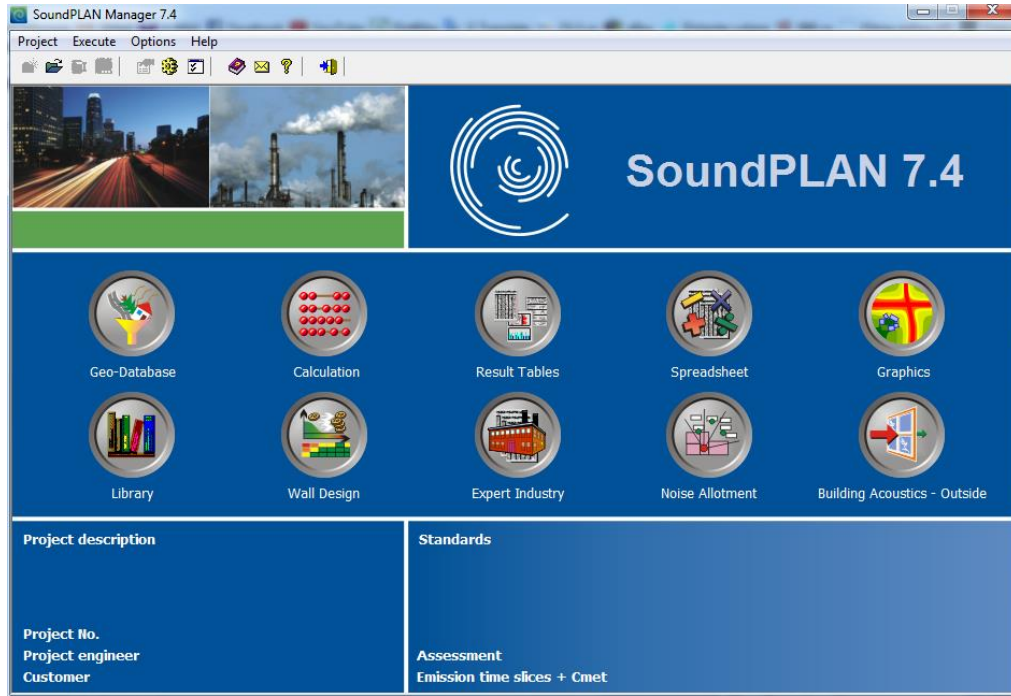 SoundPLAN Manager 7.4
Project Execute Options Help
SoundPLAN 7.4
Geo-Database Calculation Result Tables Spreadsheet Graphics
Library Wall Design Expert Industry Noise Allotment Building Acoustics - Outside
Project description
Standards
Project No.
Project engineer
Assessment
Customer
Emission time slices + Cmet